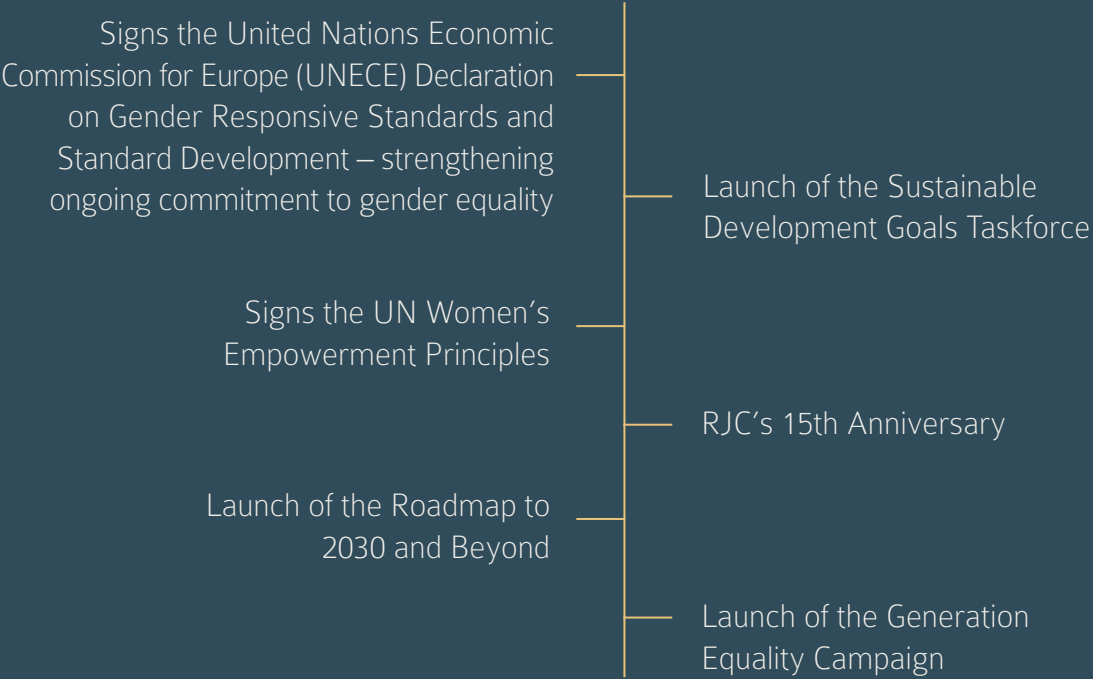 Signs the United Nations Economic
Commission for Europe (UNECE) Declaration
on Gender Responsive Standards and
Standard Development – strengthening
ongoing commitment to gender equality
Launch of the Sustainable
Development Goals Taskforce
Signs the UN Women’s
Empowerment Principles
RJC’s 15th Anniversary
Launch of the Roadmap to
2030 and Beyond
Launch of the Generation
Equality Campaign